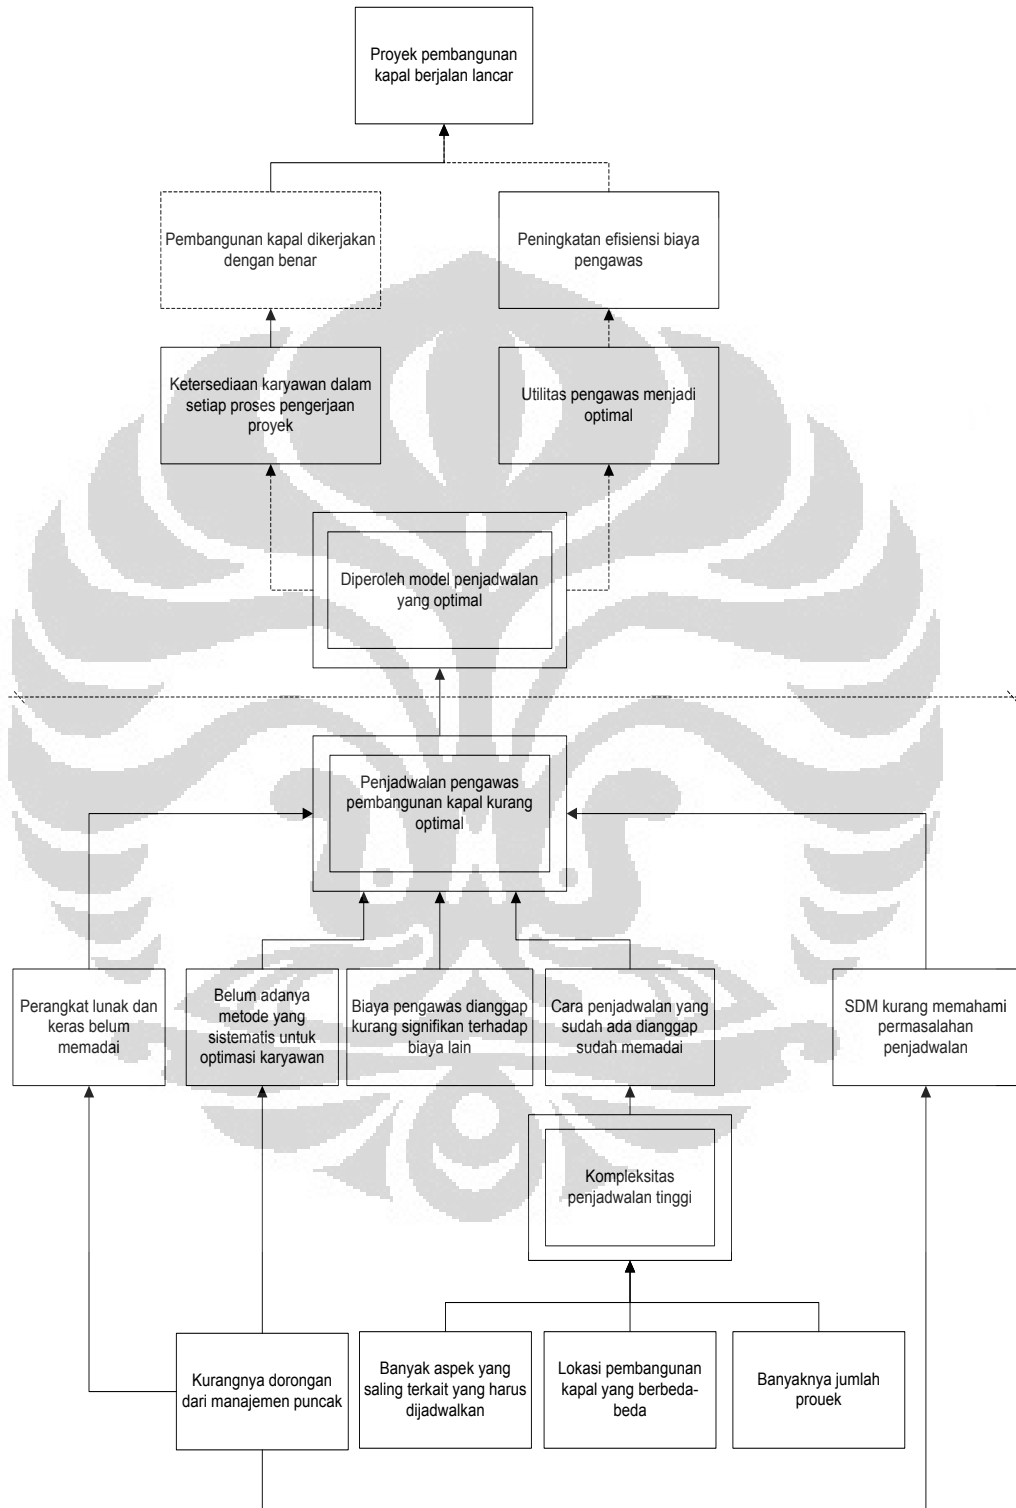 Proyek pembangunan
kapal berjalan lancar
Pembangunan kapal dikerjakan
dengan benar
Peningkatan efisiensi biaya
pengawas
Ketersediaan karyawan dalam
setiap proses pengerjaan
proyek
Utilitas pengawas menjadi
optimal
Diperoleh model penjadwalan
yang optimal
Penjadwalan pengawas
pembangunan kapal kurang
optimal
Perangkat lunak dan
keras belum
memadai
Belum adanya
metode yang
sistematis untuk
optimasi karyawan
Biaya pengawas dianggap
kurang signifikan terhadap
biaya lain
Cara penjadwalan yang
sudah ada dianggap
sudah memadai
SDM kurang memahami
permasalahan
penjadwalan
Kompleksitas
penjadwalan tinggi
Kurangnya dorongan
dari manajemen puncak
Banyak aspek yang
saling terkait yang harus
dijadwalkan
Lokasi pembangunan
kapal yang berbeda-
beda
Banyaknya jumlah
prouek